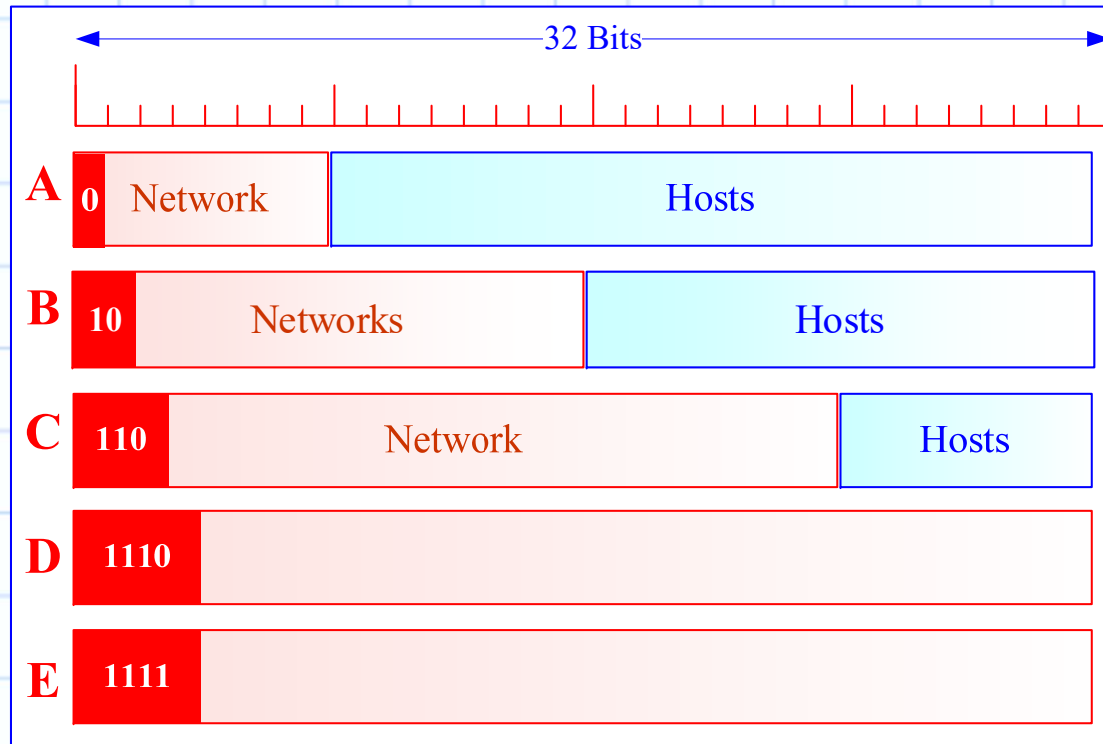 32 Bits
A 0 Network Hosts
B 10 Networks Hosts
C 110 Network Hosts
D 1110
E 1111